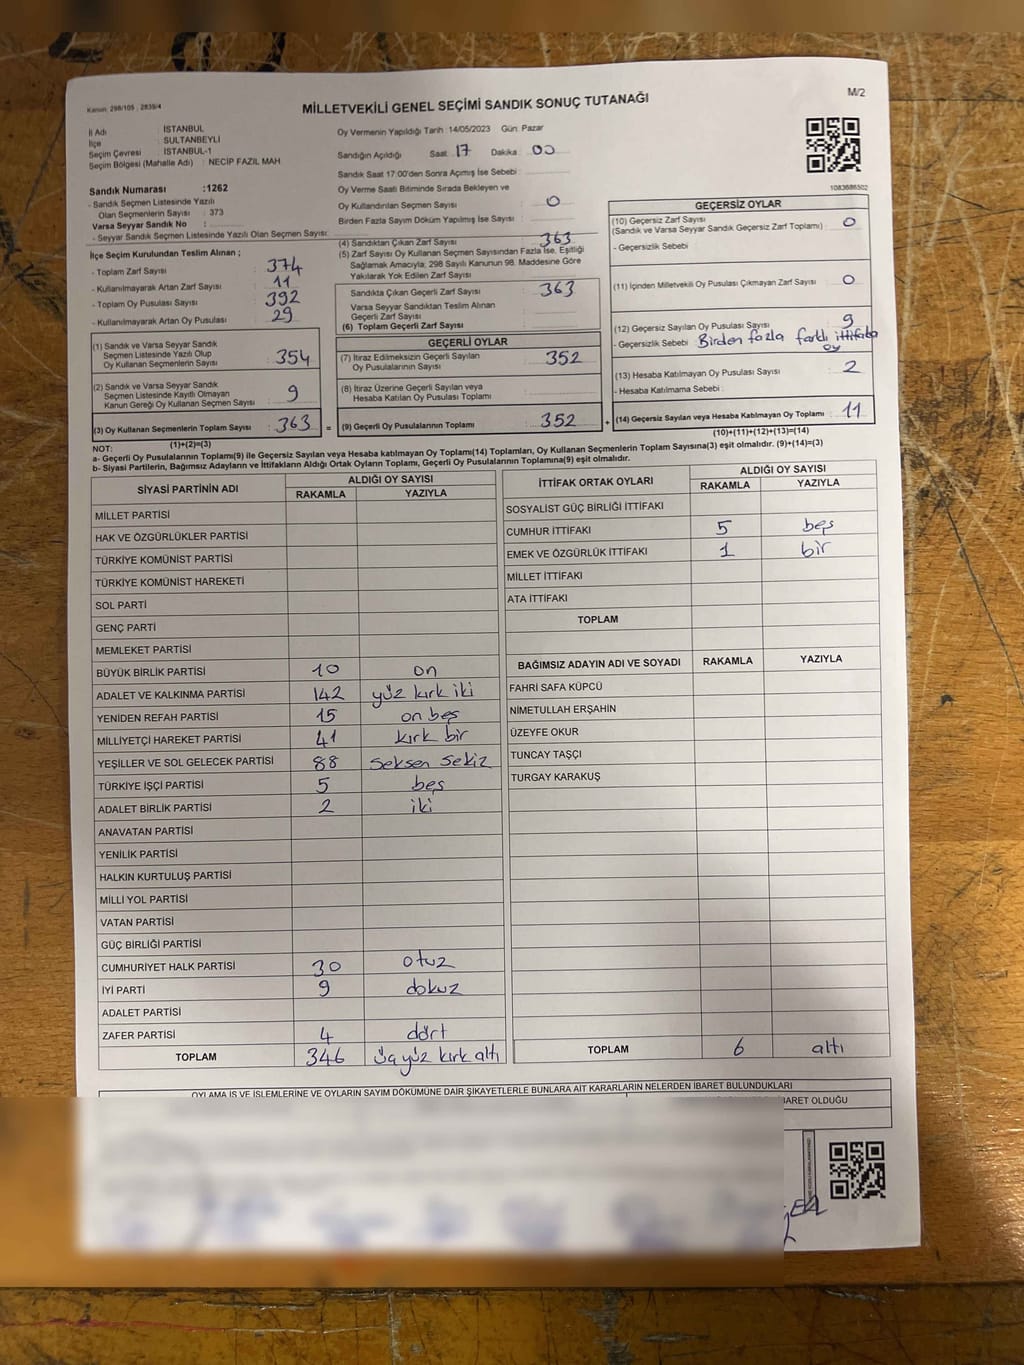 Kanun: 298/105 , 2839/4
MİLLETVEKİLİ GENEL SEÇİMİ SANDIK SONUÇ TUTANAĞI
M/2
İl Adı : İSTANBUL
İlçe : SULTANBEYLİ
Seçim Çevresi : İSTANBUL-1
Seçim Bölgesi (Mahalle Adı) : NECİP FAZIL MAH
Sandık Numarası :1262
- Sandık Seçmen Listesinde Yazılı
Olan Seçmenlerin Sayısı : 373
Varsa Seyyar Sandık No :
- Seyyar Sandık Seçmen Listesinde Yazılı Olan Seçmen Sayısı:
İlçe Seçim Kurulundan Teslim Alınan ;
- Toplam Zarf Sayısı : 374
- Kullanılmayarak Artan Zarf Sayısı : 11
- Toplam Oy Pusulası Sayısı : 392
- Kullanılmayarak Artan Oy Pusulası : 29
(1) Sandık ve Varsa Seyyar Sandık
Seçmen Listesinde Yazılı Olup
Oy Kullanan Seçmenlerin Sayısı : 354
(2) Sandık ve Varsa Seyyar Sandık
Seçmen Listesinde Kayıtlı Olmayan
Kanun Gereği Oy Kullanan Seçmen Sayısı : 9
(3) Oy Kullanan Seçmenlerin Toplam Sayısı : 363
(1)+(2)=(3)
Oy Vermenin Yapıldığı Tarih :14/05/2023 Gün: Pazar
Sandığın Açıldığı Saat: 17 Dakika : 00
Sandık Saat 17:00'den Sonra Açımış İse Sebebi :
Oy Verme Saati Bitiminde Sırada Bekleyen ve
Oy Kullandırılan Seçmen Sayısı : 0
Birden Fazla Sayım Döküm Yapılmış İse Sayısı :
(4) Sandıktan Çıkan Zarf Sayısı : 363
(5) Zarf Sayısı Oy Kullanan Seçmen Sayısından Fazla İse, Eşitliği
Sağlamak Amacıyla, 298 Sayılı Kanunun 98. Maddesine Göre
Yakılarak Yok Edilen Zarf Sayısı :
Sandıkta Çıkan Geçerli Zarf Sayısı : 363
Varsa Seyyar Sandıktan Teslim Alınan
Geçerli Zarf Sayısı :
(6) Toplam Geçerli Zarf Sayısı :
GEÇERLİ OYLAR
(7) İtiraz Edilmeksizin Geçerli Sayılan
Oy Pusulalarının Sayısı : 352
(8) İtiraz Üzerine Geçerli Sayılan veya
Hesaba Katılan Oy Pusulası Toplamı :
= (9) Geçerli Oy Pusulalarının Toplamı : 352 +
1083686502
GEÇERSİZ OYLAR
(10) Geçersiz Zarf Sayısı
(Sandık ve Varsa Seyyar Sandık Geçersiz Zarf Toplamı) : 0
- Geçersizlik Sebebi
(11) İçinden Milletvekili Oy Pusulası Çıkmayan Zarf Sayısı : 0
(12) Geçersiz Sayılan Oy Pusulası Sayısı : 9
- Geçersizlik Sebebi Birden fazla farklı ittifaka
oy
(13) Hesaba Katılmayan Oy Pusulası Sayısı : 2
- Hesaba Katılmama Sebebi :
(14) Geçersiz Sayılan veya Hesaba Katılmayan Oy Toplamı : 11
(10)+(11)+(12)+(13)=(14)
NOT:
a- Geçerli Oy Pusulalarının Toplamı(9) ile Geçersiz Sayılan veya Hesaba katılmayan Oy Toplamı(14) Toplamları, Oy Kullanan Seçmenlerin Toplam Sayısına(3) eşit olmalıdır. (9)+(14)=(3)
b- Siyasi Partilerin, Bağımsız Adayların ve İttifakların Aldığı Ortak Oyların Toplamı, Geçerli Oy Pusulalarının Toplamına(9) eşit olmalıdır.
SİYASİ PARTİNİN ADI ALDIĞI OY SAYISI
RAKAMLA YAZIYLA
MİLLET PARTİSİ
HAK VE ÖZGÜRLÜKLER PARTİSİ
TÜRKİYE KOMÜNİST PARTİSİ
TÜRKİYE KOMÜNİST HAREKETİ
SOL PARTİ
GENÇ PARTİ
MEMLEKET PARTİSİ
BÜYÜK BİRLİK PARTİSİ 10 on
ADALET VE KALKINMA PARTİSİ 142 yüz kırk iki
YENİDEN REFAH PARTİSİ 15 on beş
MİLLİYETÇİ HAREKET PARTİSİ 41 kırk bir
YEŞİLLER VE SOL GELECEK PARTİSİ 88 seksen sekiz
TÜRKİYE İŞÇİ PARTİSİ 5 beş
ADALET BİRLİK PARTİSİ 2 iki
ANAVATAN PARTİSİ
YENİLİK PARTİSİ
HALKIN KURTULUŞ PARTİSİ
MİLLİ YOL PARTİSİ
VATAN PARTİSİ
GÜÇ BİRLİĞİ PARTİSİ
CUMHURİYET HALK PARTİSİ 30 otuz
İYİ PARTİ 9 dokuz
ADALET PARTİSİ
ZAFER PARTİSİ 4 dört
TOPLAM 346 üç yüz kırk altı
İTTİFAK ORTAK OYLARI ALDIĞI OY SAYISI
RAKAMLA YAZIYLA
SOSYALİST GÜÇ BİRLİĞİ İTTİFAKI
CUMHUR İTTİFAKI 5 beş
EMEK VE ÖZGÜRLÜK İTTİFAKI 1 bir
MİLLET İTTİFAKI
ATA İTTİFAKI
TOPLAM
BAĞIMSIZ ADAYIN ADI VE SOYADI RAKAMLA YAZIYLA
FAHRİ SAFA KÜPCÜ
NİMETULLAH ERŞAHİN
ÜZEYFE OKUR
TUNCAY TAŞÇI
TURGAY KARAKUŞ
TOPLAM 6 altı
OYLAMA İŞ VE İŞLEMLERİNE VE OYLARIN SAYIM DÖKÜMÜNE DAİR ŞİKAYETLERLE BUNLARA AİT KARARLARIN NELERDEN İBARET BULUNDUKLARI
İBARET OLDUĞU